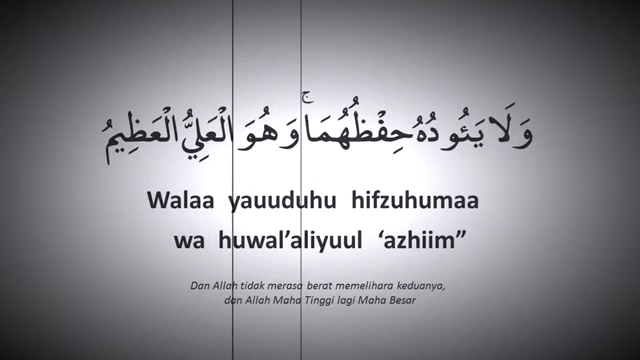 وَلَا يَـُٔودُهُ حِفْظُهُمَا ۚ وَهُوَ الْعَلِيُّ الْعَظِيمُ
Walaa yauuduhu hifzuhumaa
wa huwal’aliyuul ‘azhiim”
Dan Allah tidak merasa berat memelihara keduanya,
dan Allah Maha Tinggi lagi Maha Besar